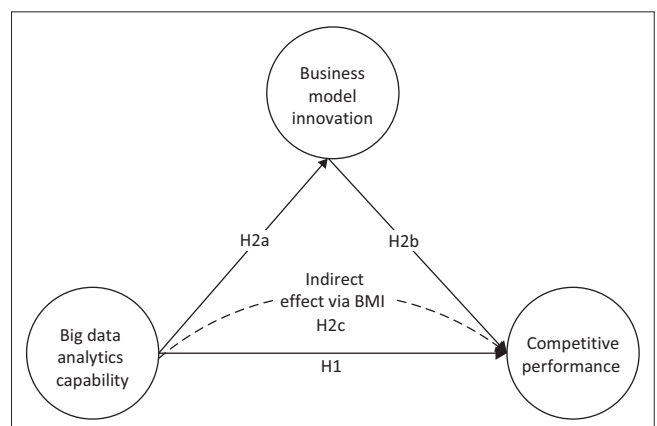 Business
model
innovation
H2a
H2b
Indirect
effect via BMI
H2c
Big data
analytics
capability
H1
Competitive
performance